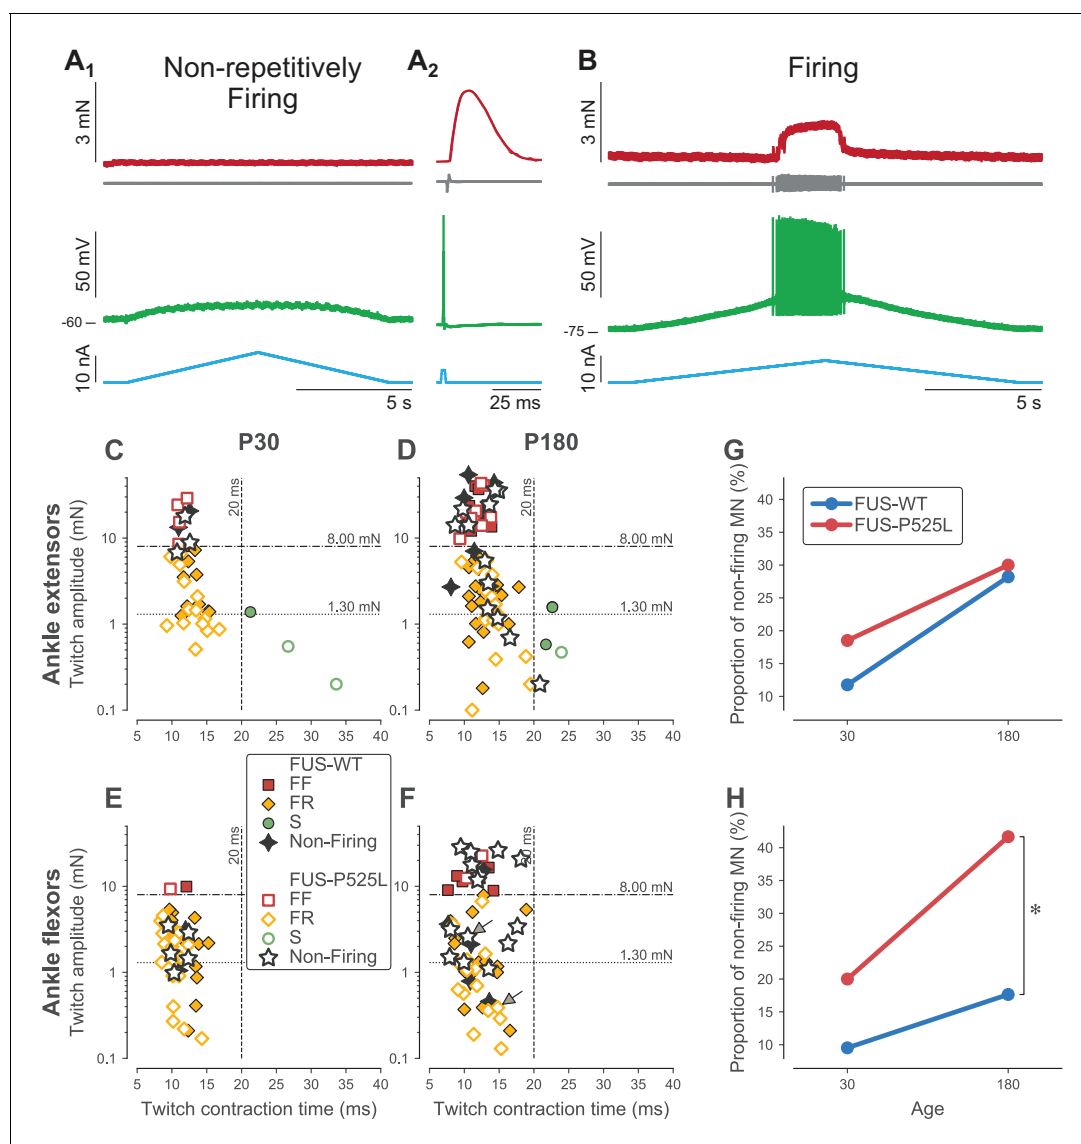 A1
Non-repetitively
Firing
A2
B
Firing
3 mN
3 mN
50 mV
50 mV
-60
-75
10 nA
10 nA
5 s
25 ms
5 s
C
P30
D
P180
G
Ankle extensors
Twitch amplitude (mN)
10
1
0.1
20 ms
8.00 mN
1.30 mN
5 10 15 20 25 30 35 40
10
1
0.1
20 ms
8.00 mN
1.30 mN
5 10 15 20 25 30 35 40
Proportion of non-firing MN (%)
40
35
30
25
20
15
10
FUS-WT
FUS-P525L
30 180
E
F
H
FUS-WT
FF
FR
S
Non-Firing
FUS-P525L
FF
FR
S
Non-Firing
Ankle flexors
Twitch amplitude (mN)
10
1
0.1
20 ms
5 10 15 20 25 30 35 40
Twitch contraction time (ms)
10
1
0.1
20 ms
8.00 mN
1.30 mN
5 10 15 20 25 30 35 40
Twitch contraction time (ms)
Proportion of non-firing MN (%)
40
35
30
25
20
15
10
*
30 180
Age